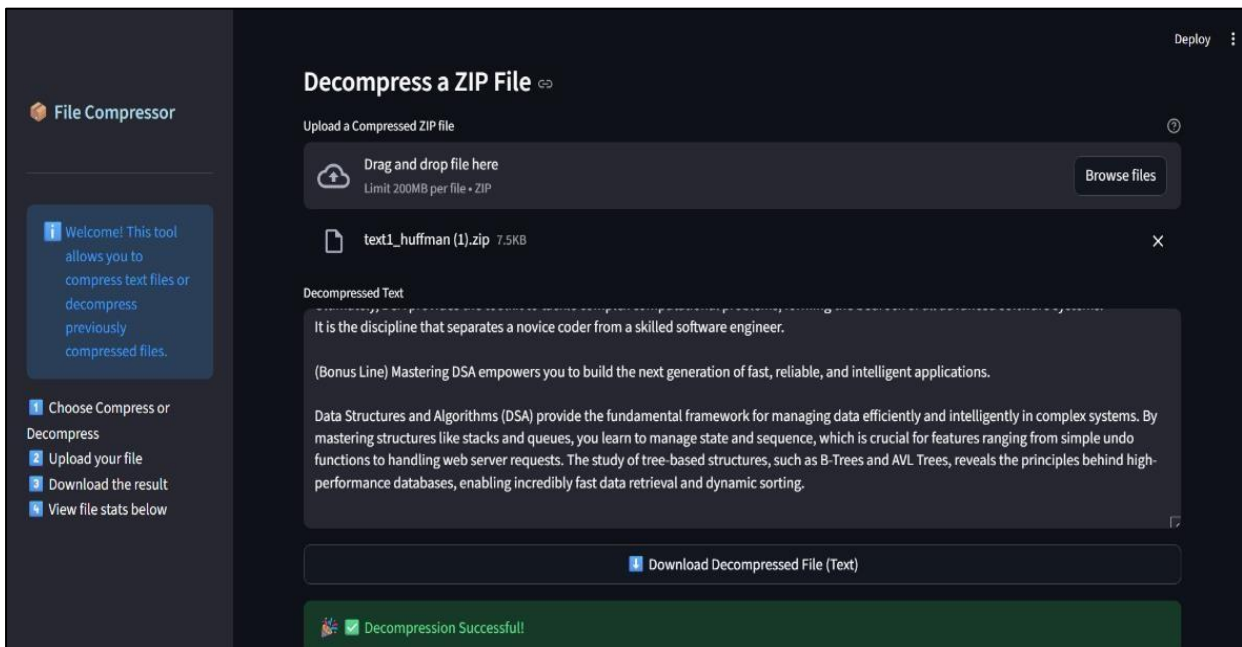 Deploy
File Compressor
Welcome! This tool
allows you to
compress text files or
decompress
previously
compressed files.
1 Choose Compress or
Decompress
2 Upload your file
3 Download the result
4 View file stats below
Decompress a ZIP File
Upload a Compressed ZIP file
Drag and drop file here
Limit 200MB per file • ZIP
Browse files
text1_huffman (1).zip 7.5KB
Decompressed Text
It is the discipline that separates a novice coder from a skilled software engineer.
(Bonus Line) Mastering DSA empowers you to build the next generation of fast, reliable, and intelligent applications.
Data Structures and Algorithms (DSA) provide the fundamental framework for managing data efficiently and intelligently in complex systems. By
mastering structures like stacks and queues, you learn to manage state and sequence, which is crucial for features ranging from simple undo
functions to handling web server requests. The study of tree-based structures, such as B-Trees and AVL Trees, reveals the principles behind high-
performance databases, enabling incredibly fast data retrieval and dynamic sorting.
Download Decompressed File (Text)
Decompression Successful!